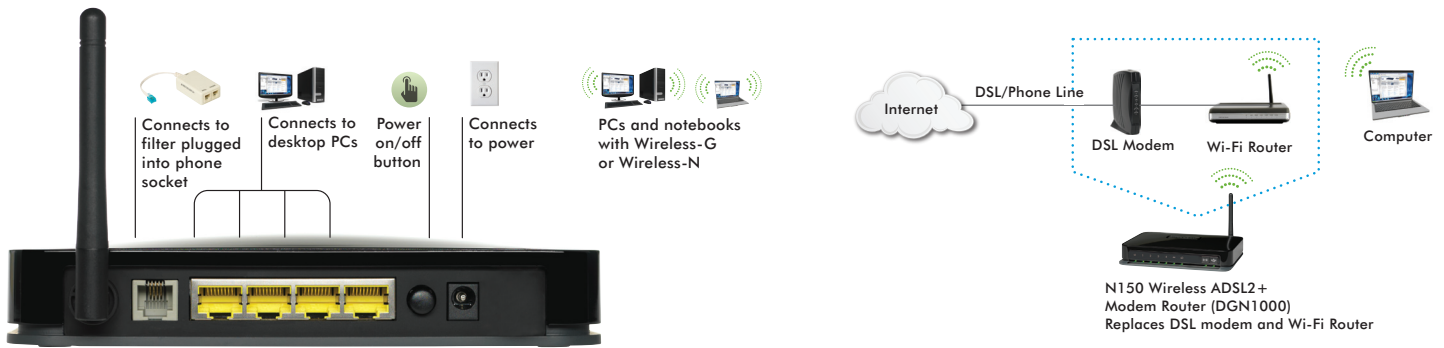 Connects to
filter plugged
into phone
socket
Connects to
desktop PCs
Power
on/off
button
Connects
to power
PCs and notebooks
with Wireless-G
or Wireless-N
Internet
DSL/Phone Line
DSL Modem
Wi-Fi Router
Computer
N150 Wireless ADSL2+
Modem Router (DGN1000)
Replaces DSL modem and Wi-Fi Router